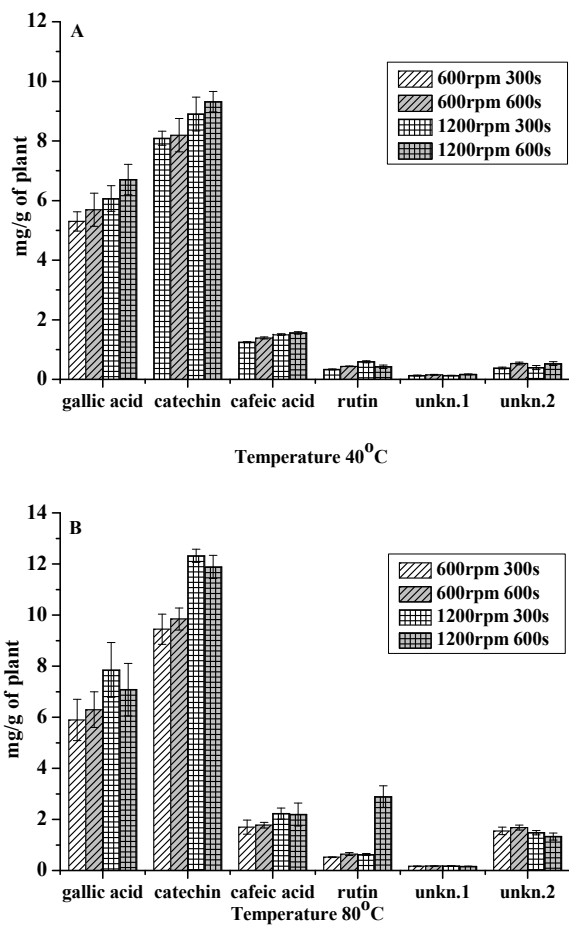 12
A
600rpm 300s
600rpm 600s
1200rpm 300s
1200rpm 600s
10
8
6
4
2
0
mg/g of plant
gallic acid catechin cafeic acid rutin unkn.1 unkn.2
Temperature 40°C
14
B
600rpm 300s
600rpm 600s
1200rpm 300s
1200rpm 600s
12
10
8
6
4
2
0
mg/g of plant
gallic acid catechin cafeic acid rutin unkn.1 unkn.2
Temperature 80°C